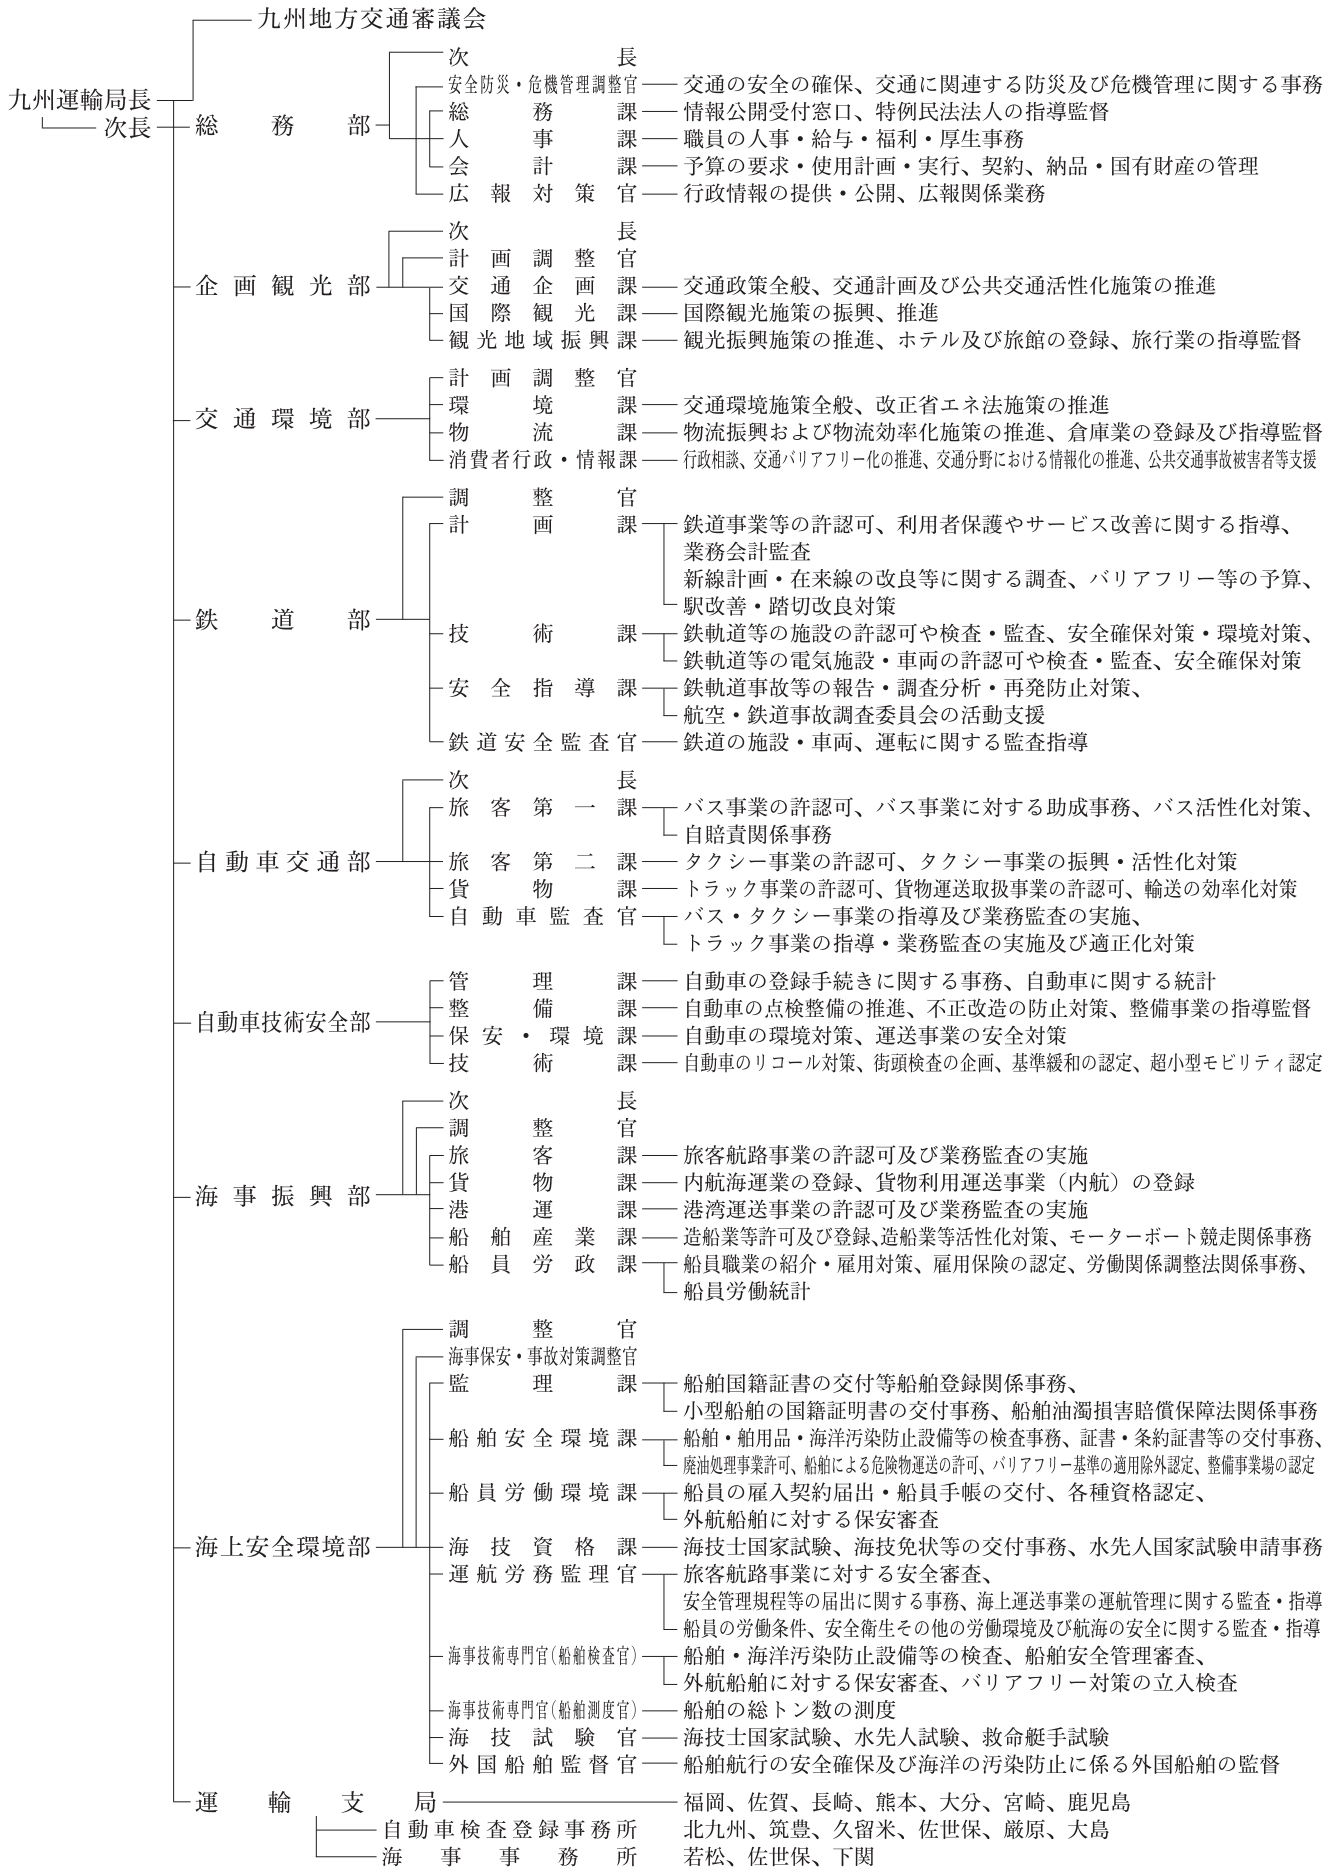 九州地方交通審議会
九州運輸局長
次長
総務部
次長
安全防災・危機管理調整官 交通の安全の確保、交通に関連する防災及び危機管理に関する事務
総務課 情報公開受付窓口、特例民法法人の指導監督
人事課 職員の人事・給与・福利・厚生事務
会計課 予算の要求・使用計画・実行、契約、納品・国有財産の管理
広報対策官 行政情報の提供・公開、広報関係業務
企画観光部
次長
計画調整官
交通企画課 交通政策全般、交通計画及び公共交通活性化施策の推進
国際観光課 国際観光施策の振興、推進
観光地域振興課 観光振興施策の推進、ホテル及び旅館の登録、旅行業の指導監督
交通環境部
計画調整官
環境課 交通環境施策全般、改正省エネ法施策の推進
物流課 物流振興および物流効率化施策の推進、倉庫業の登録及び指導監督
消費者行政・情報課 行政相談、交通バリアフリー化の推進、交通分野における情報化の推進、公共交通事故被害者等支援
鉄道部
調整官
計画課 鉄道事業等の許認可、利用者保護やサービス改善に関する指導、
業務会計監査
新線計画・在来線の改良等に関する調査、バリアフリー等の予算、
駅改善・踏切改良対策
技術課 鉄軌道等の施設の許認可や検査・監査、安全確保対策・環境対策、
鉄軌道等の電気施設・車両の許認可や検査・監査、安全確保対策
安全指導課 鉄軌道事故等の報告・調査分析・再発防止対策、
航空・鉄道事故調査委員会の活動支援
鉄道安全監査官 鉄道の施設・車両、運転に関する監査指導
自動車交通部
次長
旅客第一課 バス事業の許認可、バス事業に対する助成事務、バス活性化対策、
自賠責関係事務
旅客第二課 タクシー事業の許認可、タクシー事業の振興・活性化対策
貨物課 トラック事業の許認可、貨物運送取扱事業の許認可、輸送の効率化対策
自動車監査官 バス・タクシー事業の指導及び業務監査の実施、
トラック事業の指導・業務監査の実施及び適正化対策
自動車技術安全部
管理課 自動車の登録手続きに関する事務、自動車に関する統計
整備課 自動車の点検整備の推進、不正改造の防止対策、整備事業の指導監督
保安・環境課 自動車の環境対策、運送事業の安全対策
技術課 自動車のリコール対策、街頭検査の企画、基準緩和の認定、超小型モビリティ認定
海事振興部
次長
調整官
旅客課 旅客航路事業の許認可及び業務監査の実施
貨物課 内航海運業の登録、貨物利用運送事業（内航）の登録
港運課 港湾運送事業の許認可及び業務監査の実施
船舶産業課 造船業等許可及び登録、造船業等活性化対策、モーターボート競走関係事務
船員労政課 船員職業の紹介・雇用対策、雇用保険の認定、労働関係調整法関係事務、
船員労働統計
海上安全環境部
調整官
海事保安・事故対策調整官
監理課 船舶国籍証書の交付等船舶登録関係事務、
小型船舶の国籍証明書の交付事務、船舶油濁損害賠償保障法関係事務
船舶安全環境課 船舶・舶用品・海洋汚染防止設備等の検査事務、証書・条約証書等の交付事務、
廃油処理事業許可、船舶による危険物運送の許可、バリアフリー基準の適用除外認定、整備事業場の認定
船員労働環境課 船員の雇入契約届出・船員手帳の交付、各種資格認定、
外航船舶に対する保安審査
海技資格課 海技士国家試験、海技免状等の交付事務、水先人国家試験申請事務
運航労務監理官 旅客航路事業に対する安全審査、
安全管理規程等の届出に関する事務、海上運送事業の運航管理に関する監査・指導
船員の労働条件、安全衛生その他の労働環境及び航海の安全に関する監査・指導
海事技術専門官（船舶検査官） 船舶・海洋汚染防止設備等の検査、船舶安全管理審査、
外航船舶に対する保安審査、バリアフリー対策の立入検査
海事技術専門官（船舶測度官） 船舶の総トン数の測度
海技試験官 海技士国家試験、水先人試験、救命艇手試験
外国船舶監督官 船舶航行の安全確保及び海洋の汚染防止に係る外国船舶の監督
運輸支局 福岡、佐賀、長崎、熊本、大分、宮崎、鹿児島
自動車検査登録事務所 北九州、筑豊、久留米、佐世保、厳原、大島
海事事務所 若松、佐世保、下関